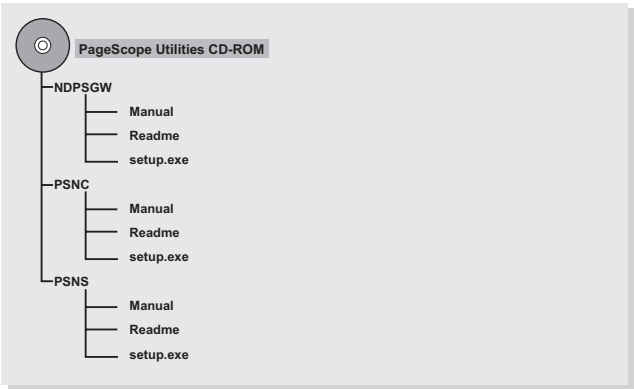 PageScope Utilities CD-ROM
NDPSGW
Manual
Readme
setup.exe
PSNC
Manual
Readme
setup.exe
PSNS
Manual
Readme
setup.exe